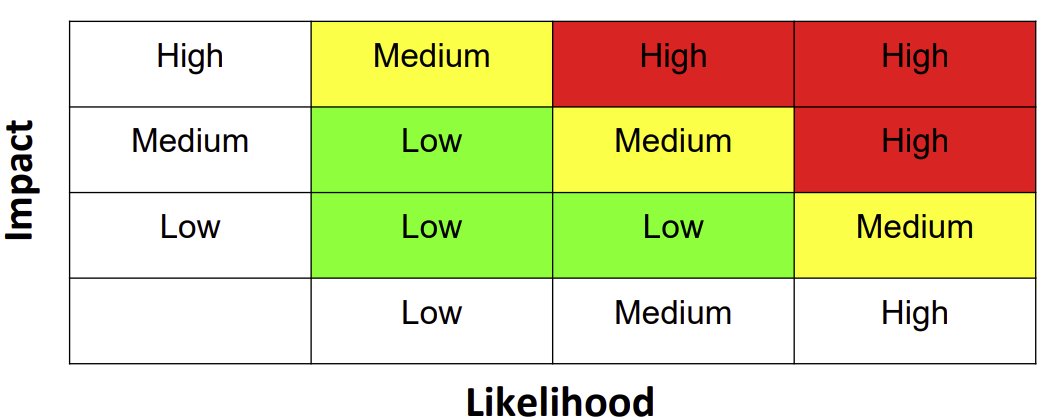 Impact
High Medium High High
Medium Low Medium High
Low Low Low Medium
Low Medium High
Likelihood